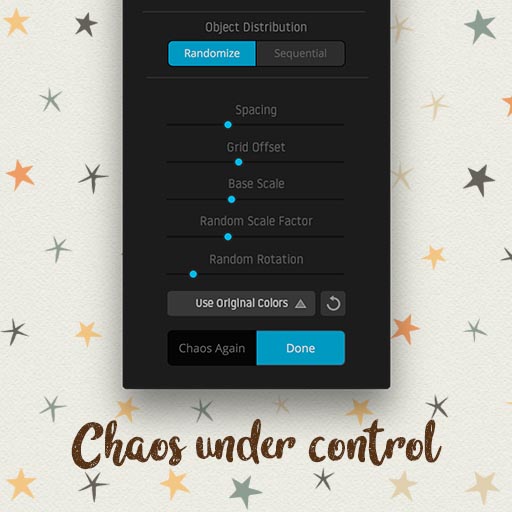 Object Distribution
Randomize Sequential
Spacing
Grid Offset
Base Scale
Random Scale Factor
Random Rotation
Use Original Colors
Chaos Again Done
Chaos under control